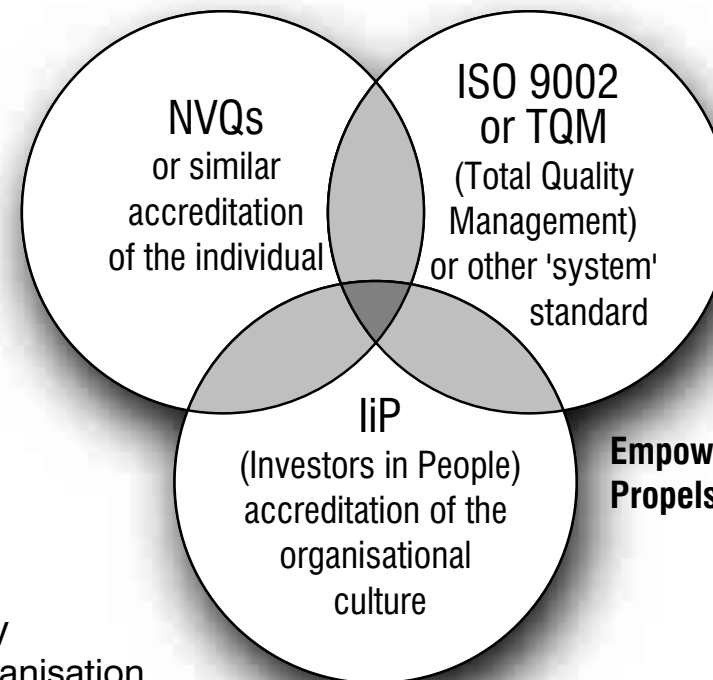 NVQs
or similar
accreditation
of the individual
ISO 9002
or TQM
(Total Quality
Management)
or other 'system'
standard
IiP
(Investors in People)
accreditation of the
organisational
culture
Propels